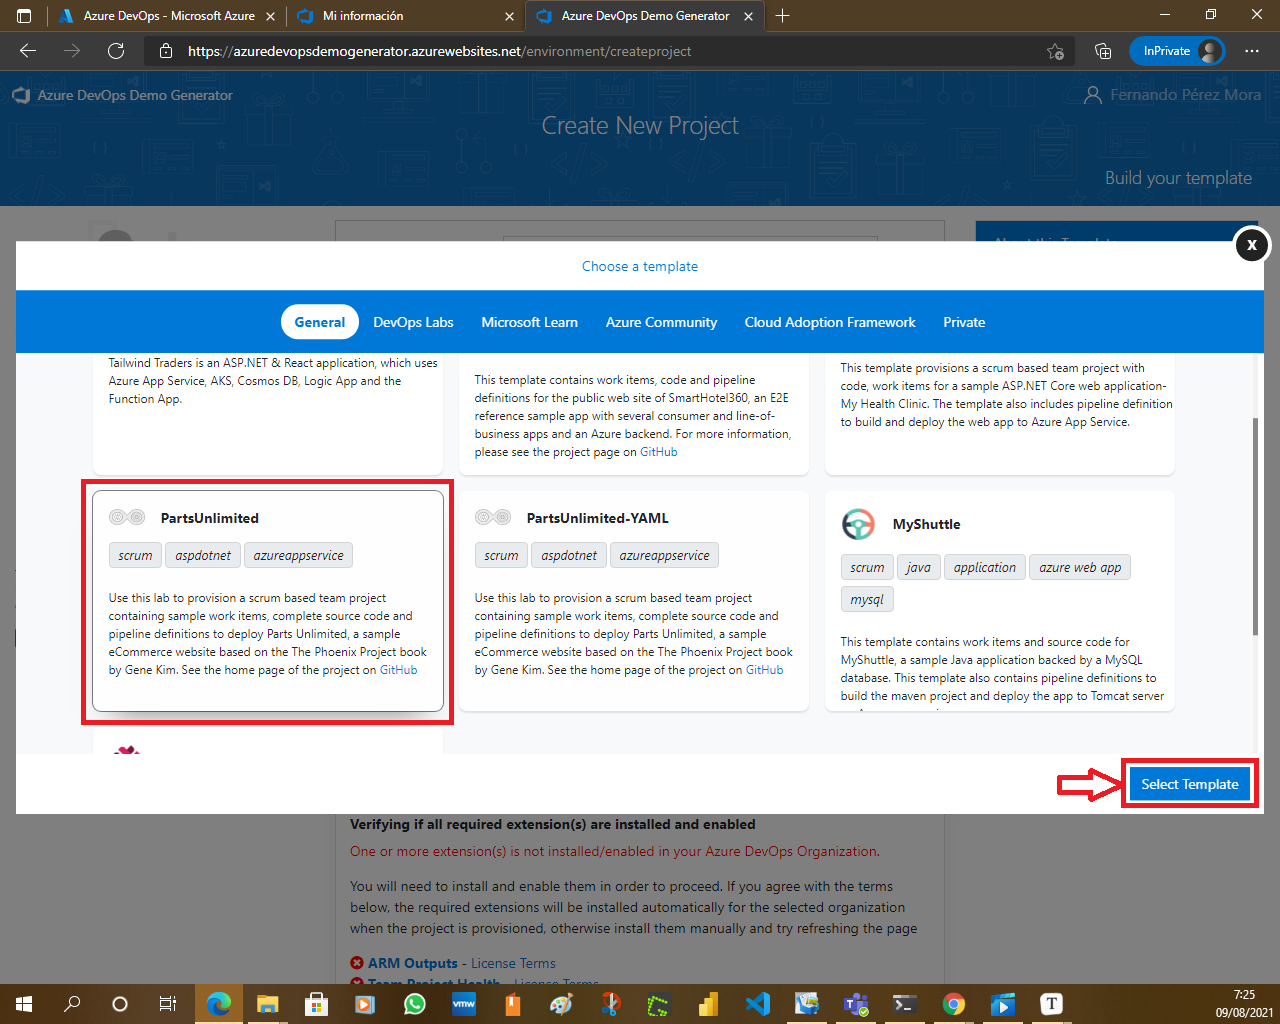 Azure DevOps - Microsoft Azure
Mi información
Azure DevOps Demo Generator
https://azuredevopsdemogenerator.azurewebsites.net/environment/createproject
InPrivate
Azure DevOps Demo Generator
Fernando Pérez Mora
Create New Project
Build your template
Choose a template
X
General
DevOps Labs
Microsoft Learn
Azure Community
Cloud Adoption Framework
Private
Tailwind Traders is an ASP.NET & React application, which uses
Azure App Service, AKS, Cosmos DB, Logic App and the
Function App.
This template contains work items, code and pipeline
definitions for the public web site of SmartHotel360, an E2E
reference sample app with several consumer and line-of-
business apps and an Azure backend. For more information,
please see the project page on GitHub
This template provisions a scrum based team project with
code, work items for a sample ASP.NET Core web application-
My Health Clinic. The template also includes pipeline definition
to build and deploy the web app to Azure App Service.
PartsUnlimited
scrum
aspdotnet
azureappservice
Use this lab to provision a scrum based team project
containing sample work items, complete source code and
pipeline definitions to deploy Parts Unlimited, a sample
eCommerce website based on the The Phoenix Project book
by Gene Kim. See the home page of the project on GitHub
PartsUnlimited-YAML
scrum
aspdotnet
azureappservice
Use this lab to provision a scrum based team project
containing sample work items, complete source code and
pipeline definitions to deploy Parts Unlimited, a sample
eCommerce website based on the The Phoenix Project book
by Gene Kim. See the home page of the project on GitHub
MyShuttle
scrum
java
application
azure web app
mysql
This template contains work items and source code for
MyShuttle, a sample Java application backed by a MySQL
database. This template also contains pipeline definitions to
build the maven project and deploy the app to Tomcat server
Select Template
Verifying if all required extension(s) are installed and enabled
One or more extension(s) is not installed/enabled in your Azure DevOps Organization.
You will need to install and enable them in order to proceed. If you agree with the terms
below, the required extensions will be installed automatically for the selected organization
when the project is provisioned, otherwise install them manually and try refreshing the page
ARM Outputs - License Terms
Team Project Health - License Terms
vmw
T
7:25
09/08/2021